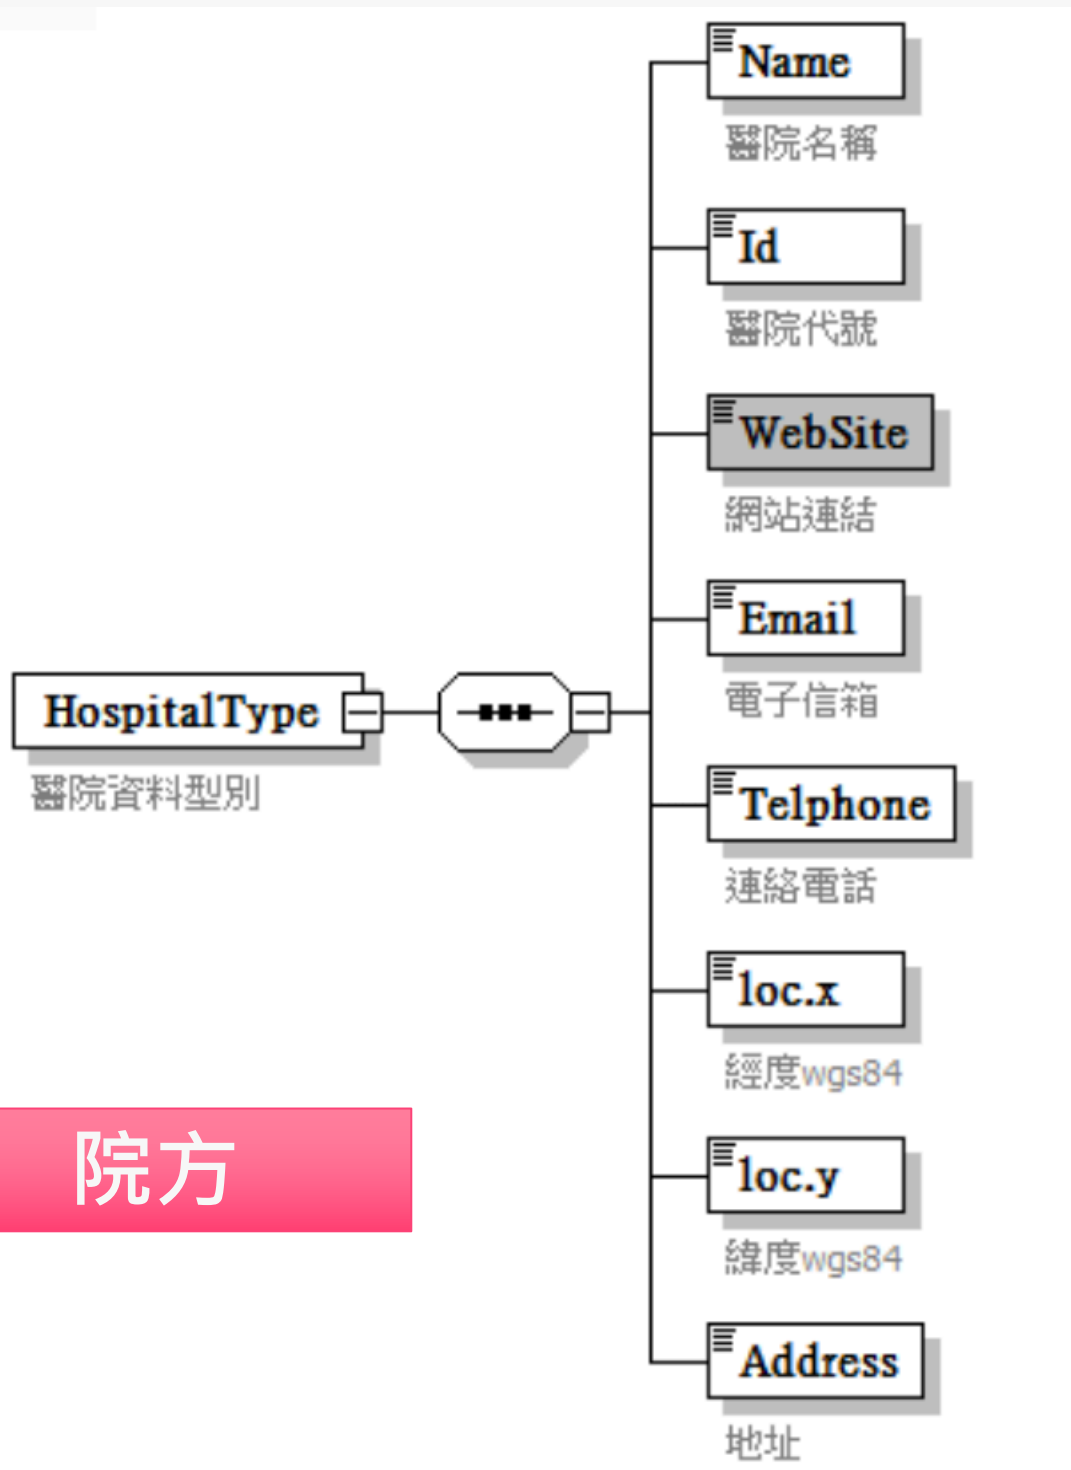 Name
醫院名稱
Id
醫院代號
WebSite
網站連結
Email
電子信箱
HospitalType
醫院資料型別
Telphone
連絡電話
loc.x
經度wgs84
院方
loc.y
緯度wgs84
Address
地址